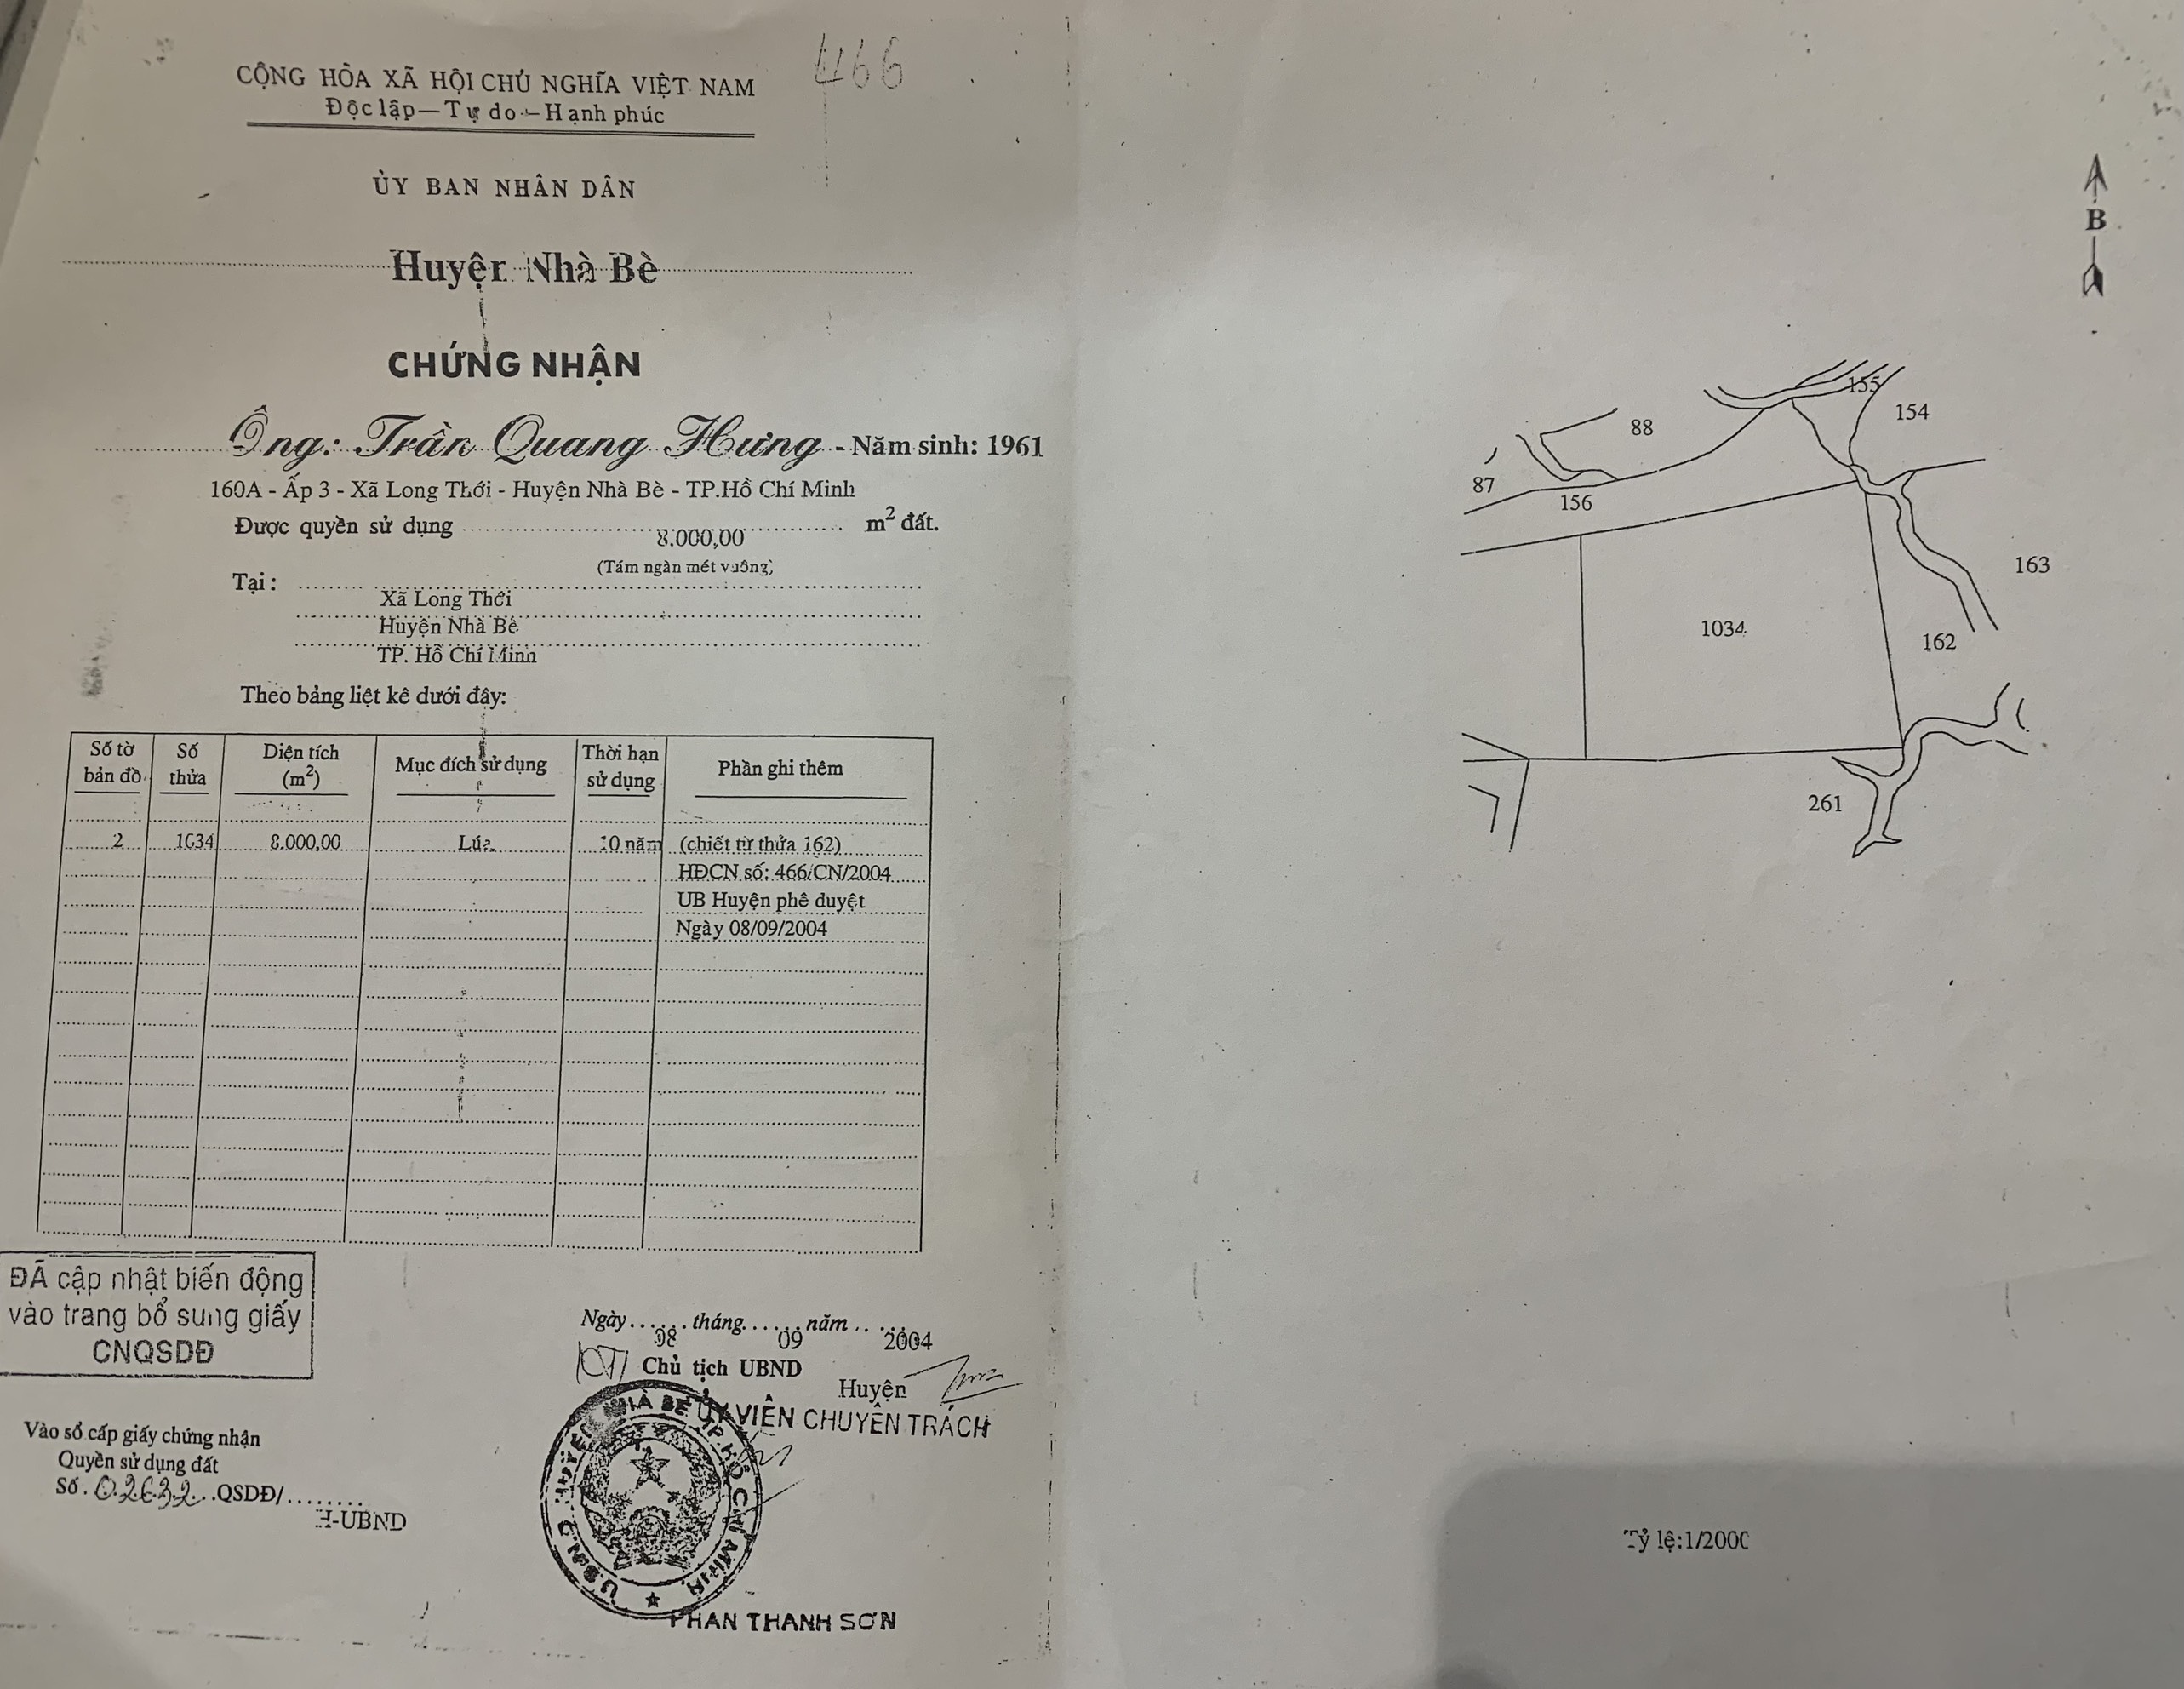 466
CỘNG HÒA XÃ HỘI CHỦ NGHĨA VIỆT NAM
Độc lập — Tự do — Hạnh phúc
ỦY BAN NHÂN DÂN
Huyện Nhà Bè
CHỨNG NHẬN
Ông: Trần Quang Hưng - Năm sinh: 1961
160A - Ấp 3 - Xã Long Thới - Huyện Nhà Bè - TP.Hồ Chí Minh
Được quyền sử dụng 8.000,00 m² đất.
(Tám ngàn mét vuông)
Tại: Xã Long Thới
Huyện Nhà Bè
TP. Hồ Chí Minh
Theo bảng liệt kê dưới đây:
Số tờ bản đồ Số thửa Diện tích (m²) Mục đích sử dụng Thời hạn sử dụng Phần ghi thêm
2 1034 8.000,00 Lúa 10 năm (chiết từ thửa 162)
HĐCN số: 466/CN/2004
UB Huyện phê duyệt
Ngày 08/09/2004
ĐÃ cập nhật biến động
vào trang bổ sung giấy
CNQSDĐ
Ngày 08 tháng 09 năm 2004
Chủ tịch UBND Huyện
ỦY VIÊN CHUYÊN TRÁCH
U.B.N.D. HUYỆN NHÀ BÈ T.P HỒ CHÍ MINH
PHAN THANH SƠN
Vào sổ cấp giấy chứng nhận
Quyền sử dụng đất
Số 02632 QSDĐ/
H-UBND
B
155
154
88
87
156
163
1034
162
261
Tỷ lệ:1/2000